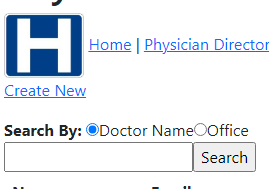 H Home | Physician Director
Create New
Search By: Doctor Name Office
Search